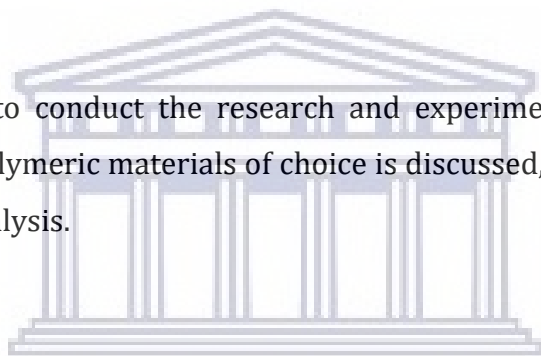 to conduct the research and experime
lymeric materials of choice is discussed,
lysis.